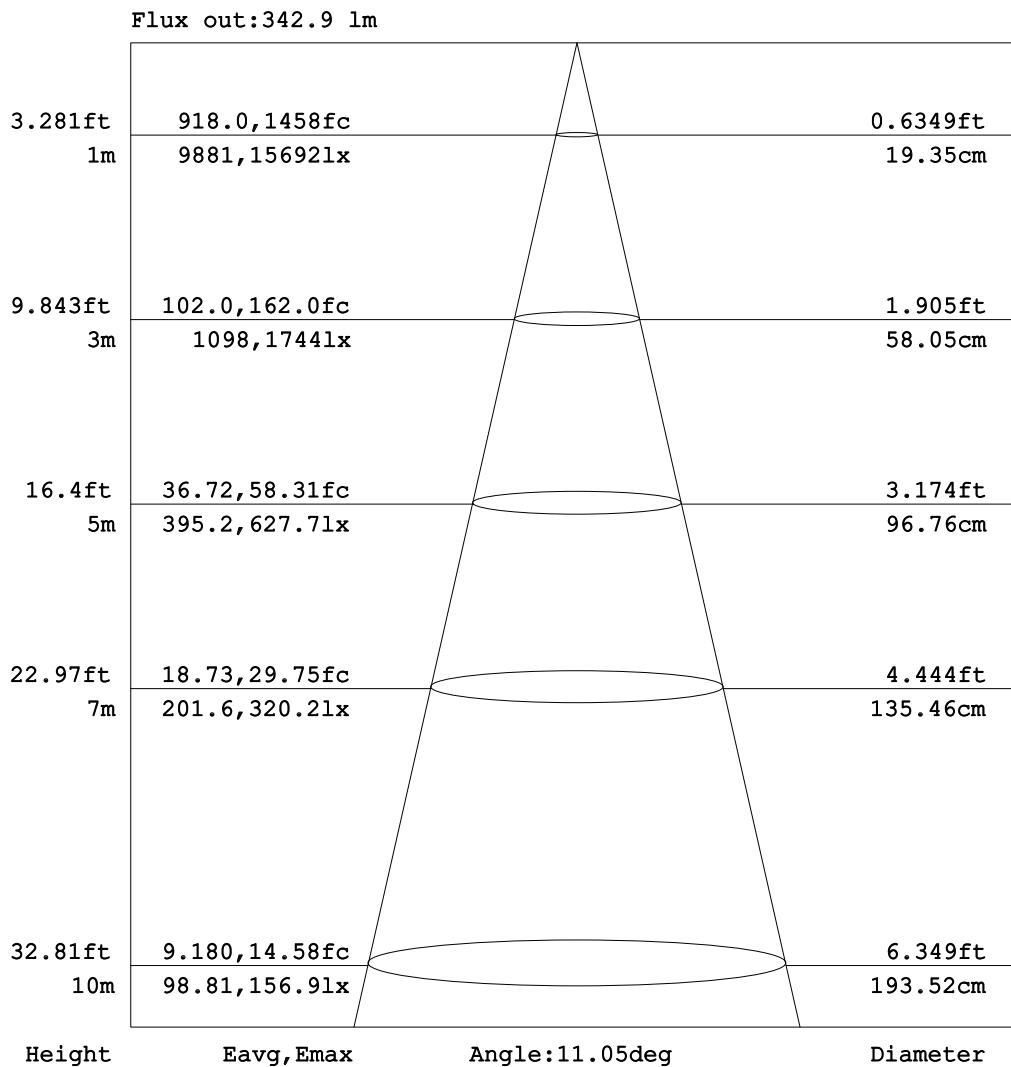 Flux out:342.9 lm
3.281ft 918.0,1458fc 0.6349ft
1m 9881,15692lx 19.35cm
9.843ft 102.0,162.0fc 1.905ft
3m 1098,1744lx 58.05cm
16.4ft 36.72,58.31fc 3.174ft
5m 395.2,627.7lx 96.76cm
22.97ft 18.73,29.75fc 4.444ft
7m 201.6,320.2lx 135.46cm
32.81ft 9.180,14.58fc 6.349ft
10m 98.81,156.9lx 193.52cm
Height Eavg,Emax Angle:11.05deg Diameter